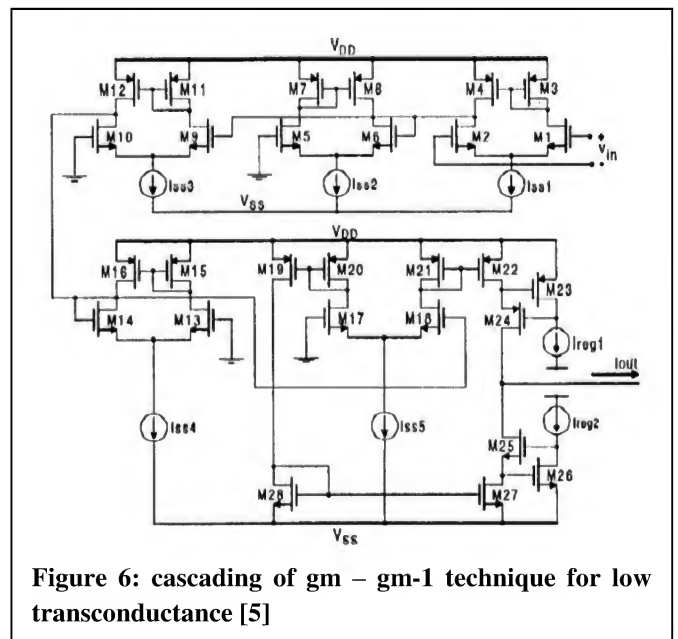 VDD
M12
M11
M7
M8
M4
M3
M10
M9
M5
M6
M2
M1
vin
Iss3
Iss2
Iss1
VSS
VDD
M16
M15
M19
M20
M21
M22
M23
M24
M14
M13
M17
M18
Ireg1
Iout
Iss4
Iss5
Ireg2
M25
M26
M28
M27
VSS
Figure 6: cascading of gm – gm-1 technique for low
transconductance [5]